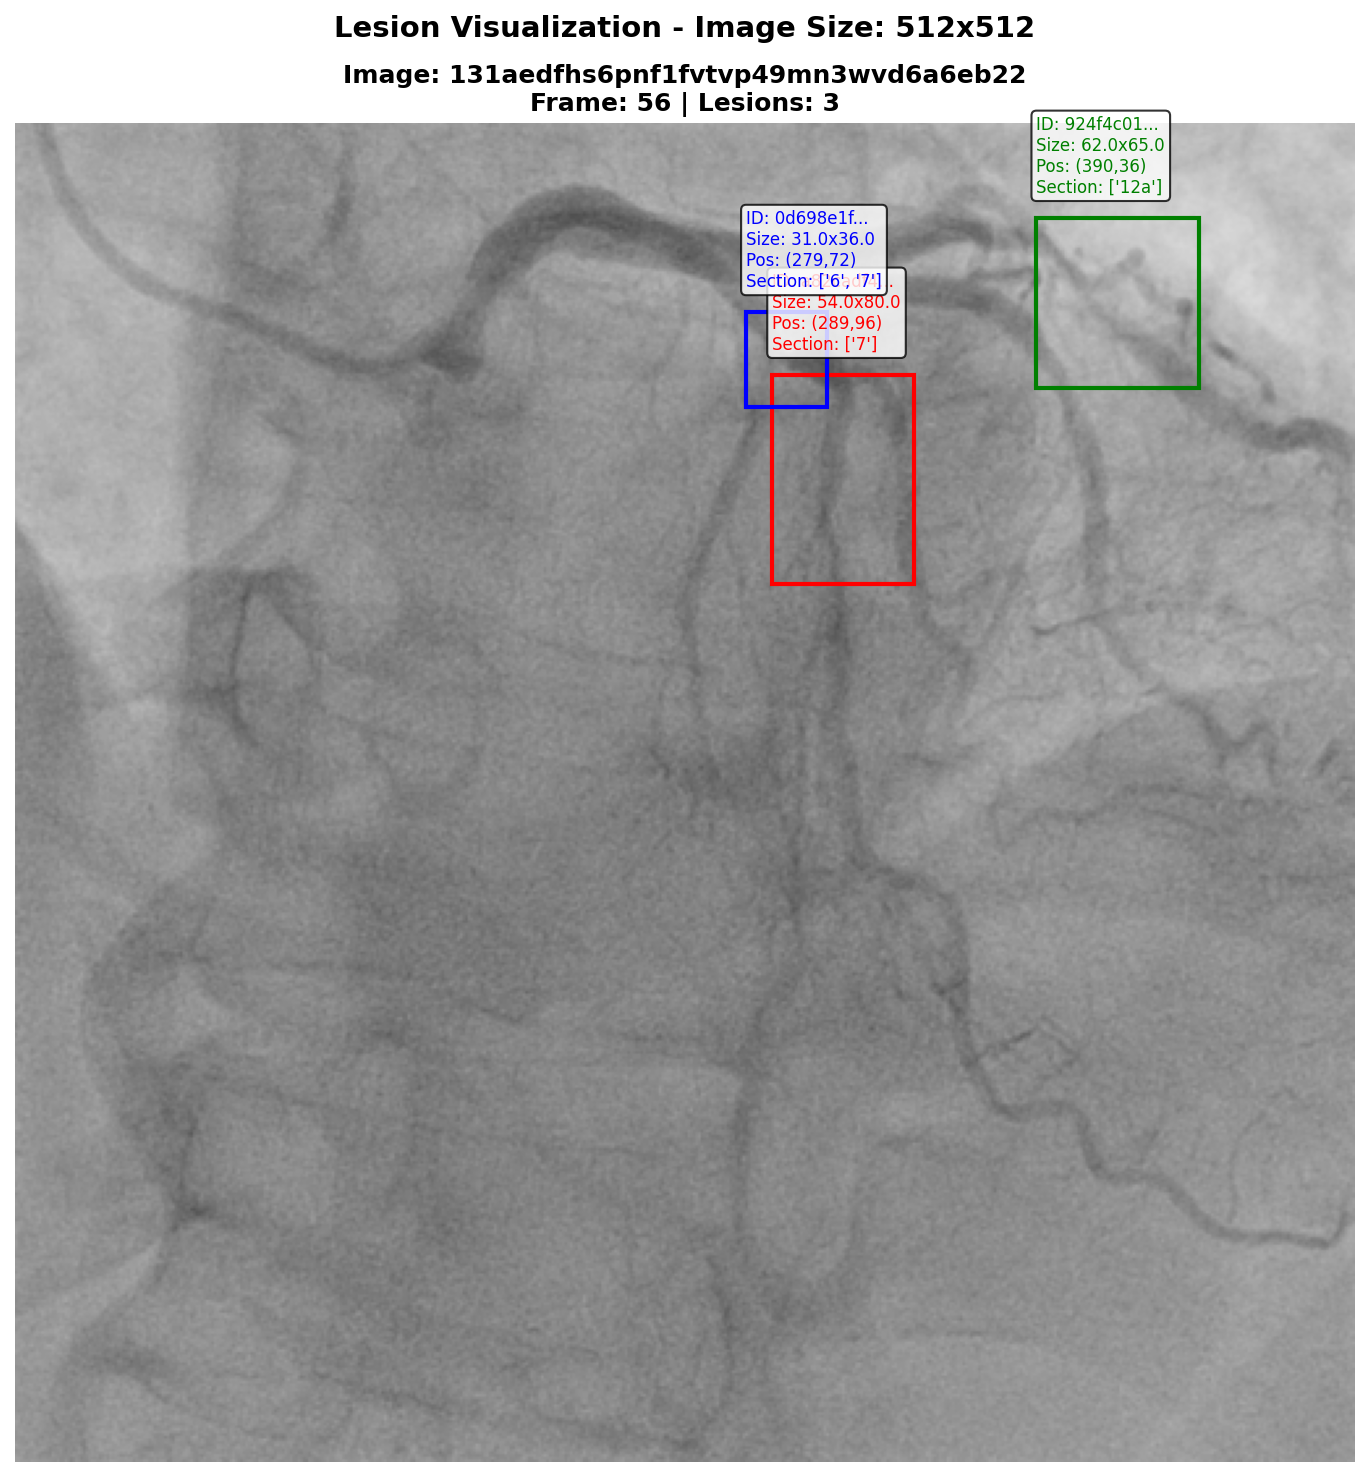 Lesion Visualization - Image Size: 512x512
Image: 131aedfhs6pnf1fvtvp49mn3wvd6a6eb22
Frame: 56 | Lesions: 3
ID: 924f4c01...
Size: 62.0x65.0
Pos: (390,36)
Section: ['12a']
ID: 0d698e1f...
Size: 31.0x36.0
Pos: (279,72)
Section: ['6', '7']
Size: 54.0x80.0
Pos: (289,96)
Section: ['7']